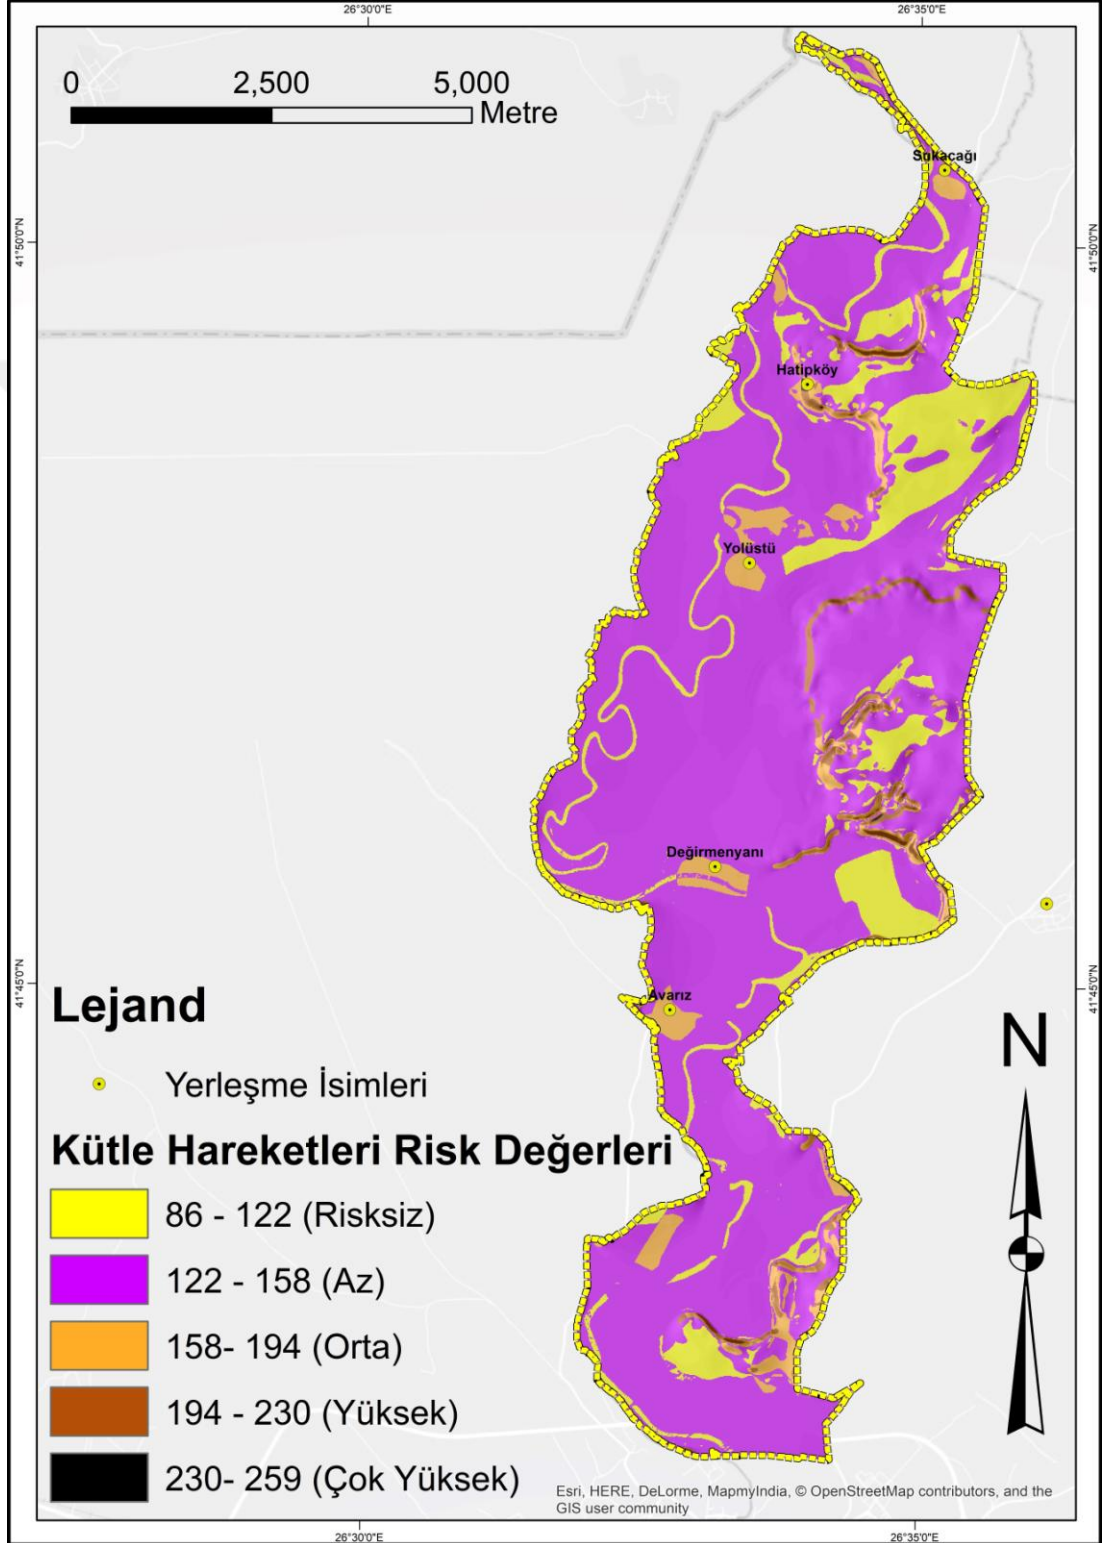 26°30'0"E
26°35'0"E
0
2,500
5,000
Metre
Sukacağı
41°50'0"N
41°50'0"N
Hatipköy
Yolüstü
Değirmenyanı
41°45'0"N
41°45'0"N
Avarız
Lejand
N
Yerleşme İsimleri
Kütle Hareketleri Risk Değerleri
86 - 122 (Risksiz)
122 - 158 (Az)
158- 194 (Orta)
194 - 230 (Yüksek)
230- 259 (Çok Yüksek)
Esri, HERE, DeLorme, MapmyIndia, © OpenStreetMap contributors, and the
GIS user community
26°30'0"E
26°35'0"E